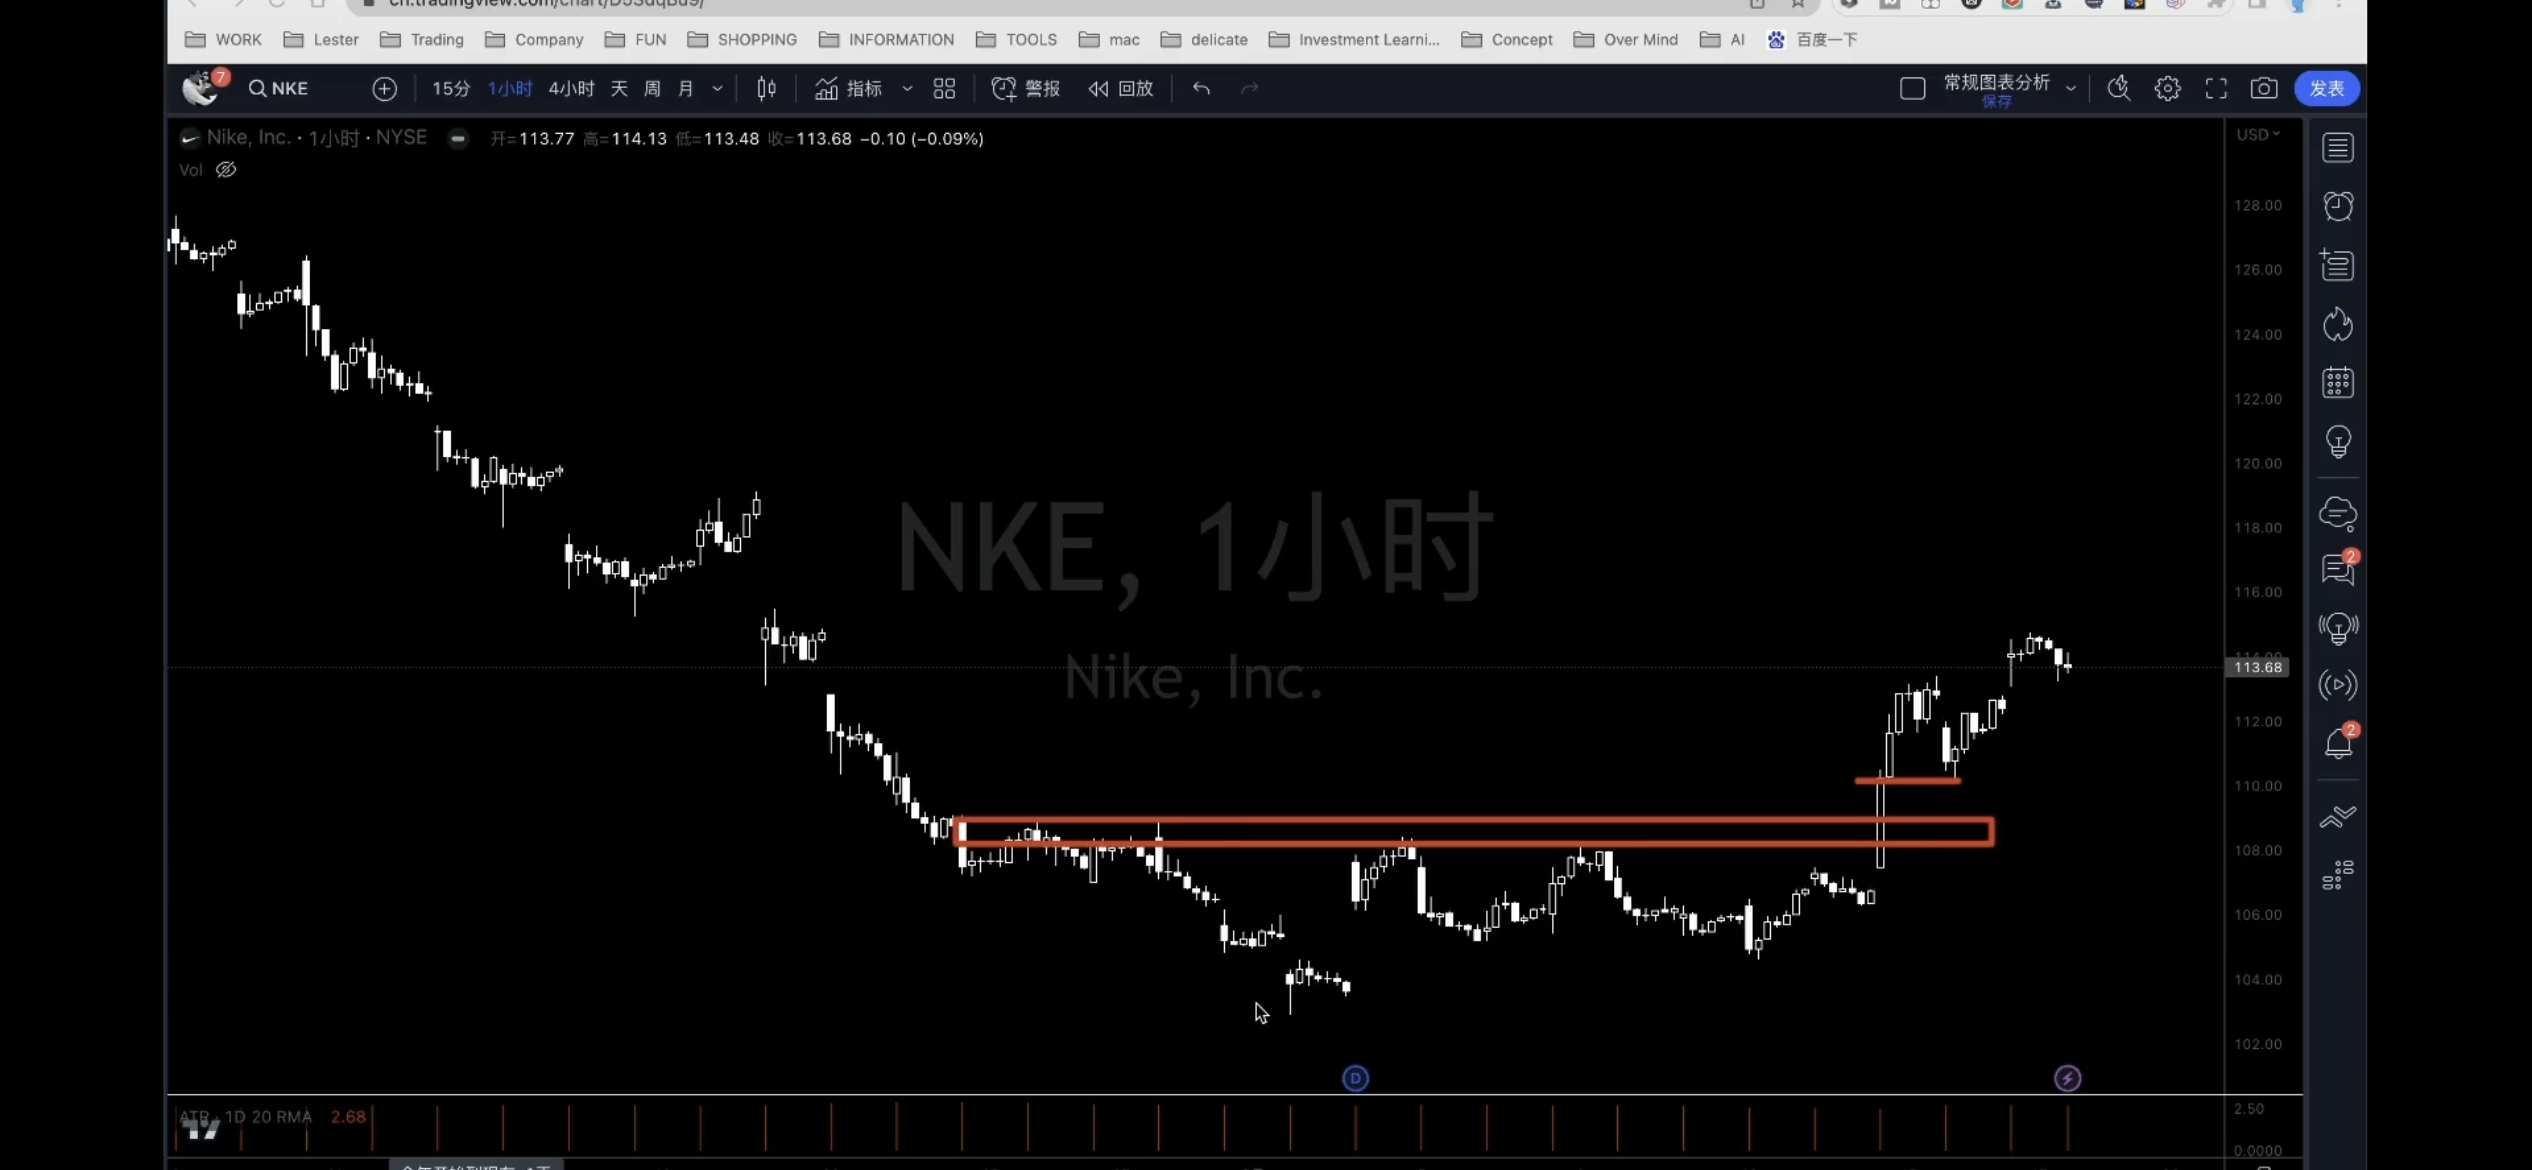 WORK Lester Trading Company FUN SHOPPING INFORMATION TOOLS mac delicate Investment Learni... Concept Over Mind AI 百度一下
7 NKE 15分 1小时 4小时 天 周 月 指标 警报 回放 常规图表分析 保存 发表
Nike, Inc. · 1小时 · NYSE 开=113.77 高=114.13 低=113.48 收=113.68 −0.10 (−0.09%) USD
Vol
128.00
126.00
124.00
122.00
120.00
118.00
NKE, 1小时
116.00
2
Nike, Inc.
113.68
112.00
2
110.00
108.00
106.00
104.00
102.00
D
ATR 1D 20 RMA 2.68 2.50
0.0000